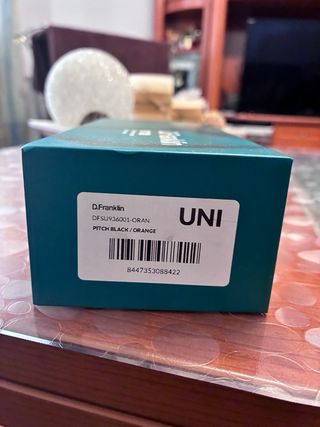 D.Franklin
DFSU936001-ORAN
UNI
PITCH BLACK / ORANGE
8447353088422